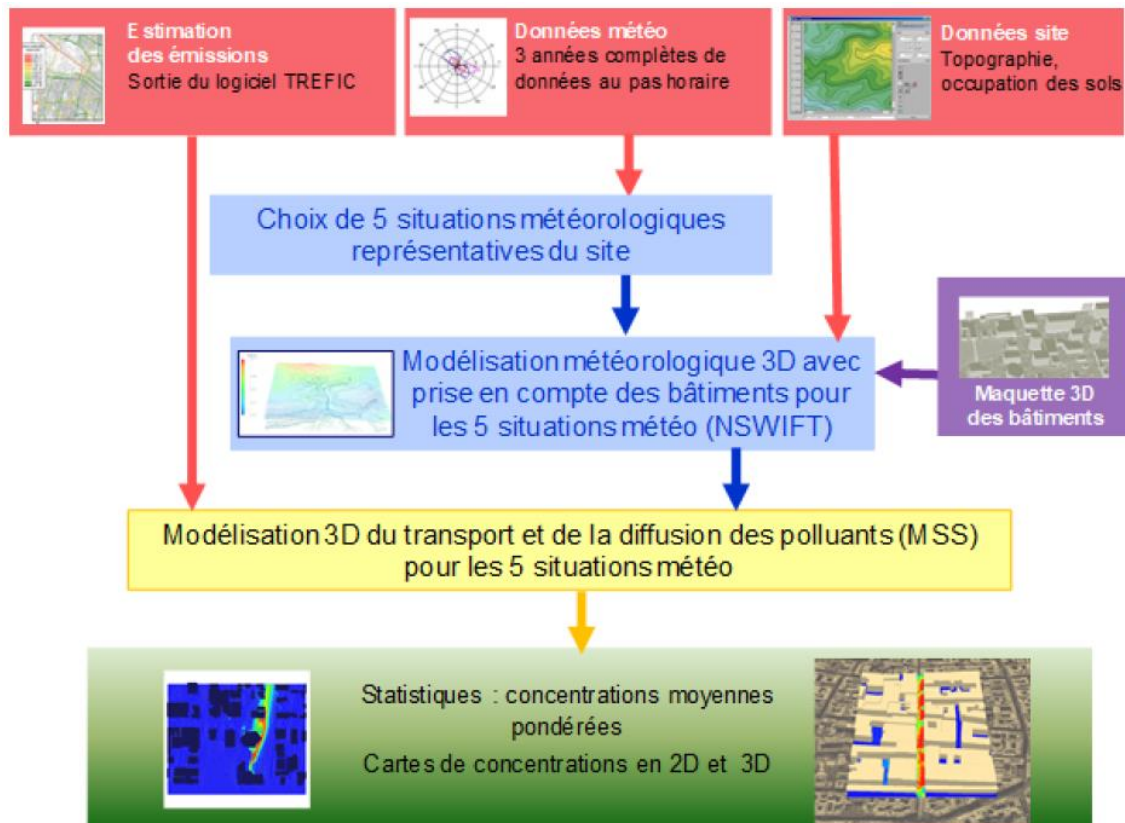 Estimation
des émissions
Sortie du logiciel TREFIC
Données météo
3 années complètes de
données au pas horaire
Données site
Topographie,
occupation des sols
Choix de 5 situations météorologiques
représentatives du site
Modélisation météorologique 3D avec
prise en compte des bâtiments pour
les 5 situations météo (NSWIFT)
Maquette 3D
des bâtiments
Modélisation 3D du transport et de la diffusion des polluants (MSS)
pour les 5 situations météo
Statistiques : concentrations moyennes
pondérées
Cartes de concentrations en 2D et 3D